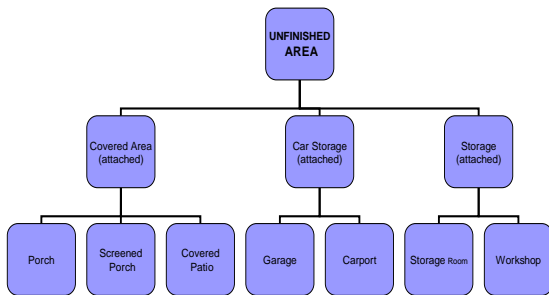 UNFINISHED
AREA
Covered Area
(attached)
Car Storage
(attached)
Storage
(attached)
Porch
Screened
Porch
Covered
Patio
Garage
Carport
Storage Room
Workshop